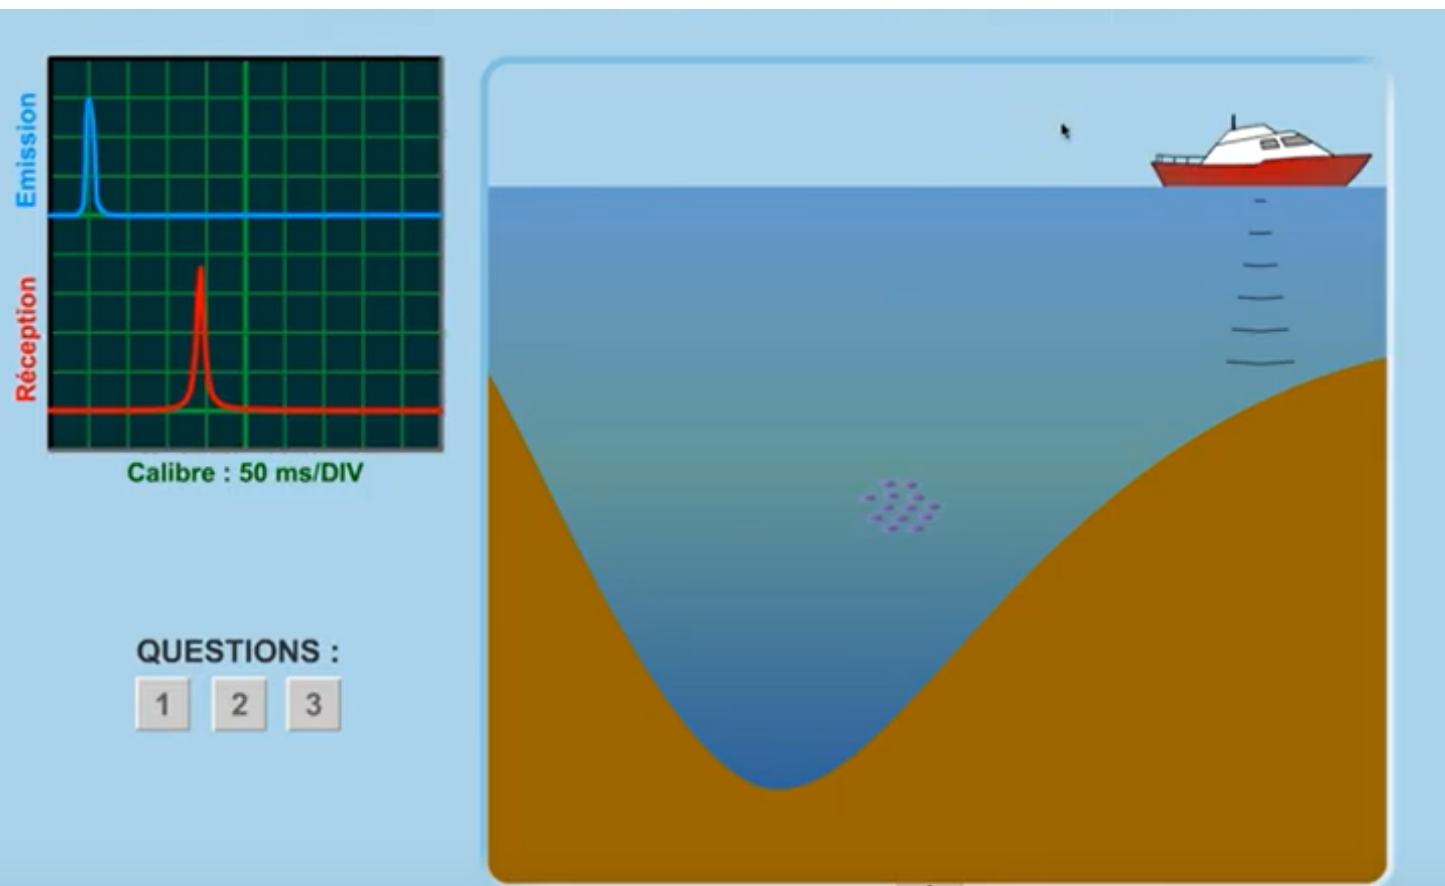 Emission
Réception
Calibre : 50 ms/DIV
QUESTIONS :
1 2 3